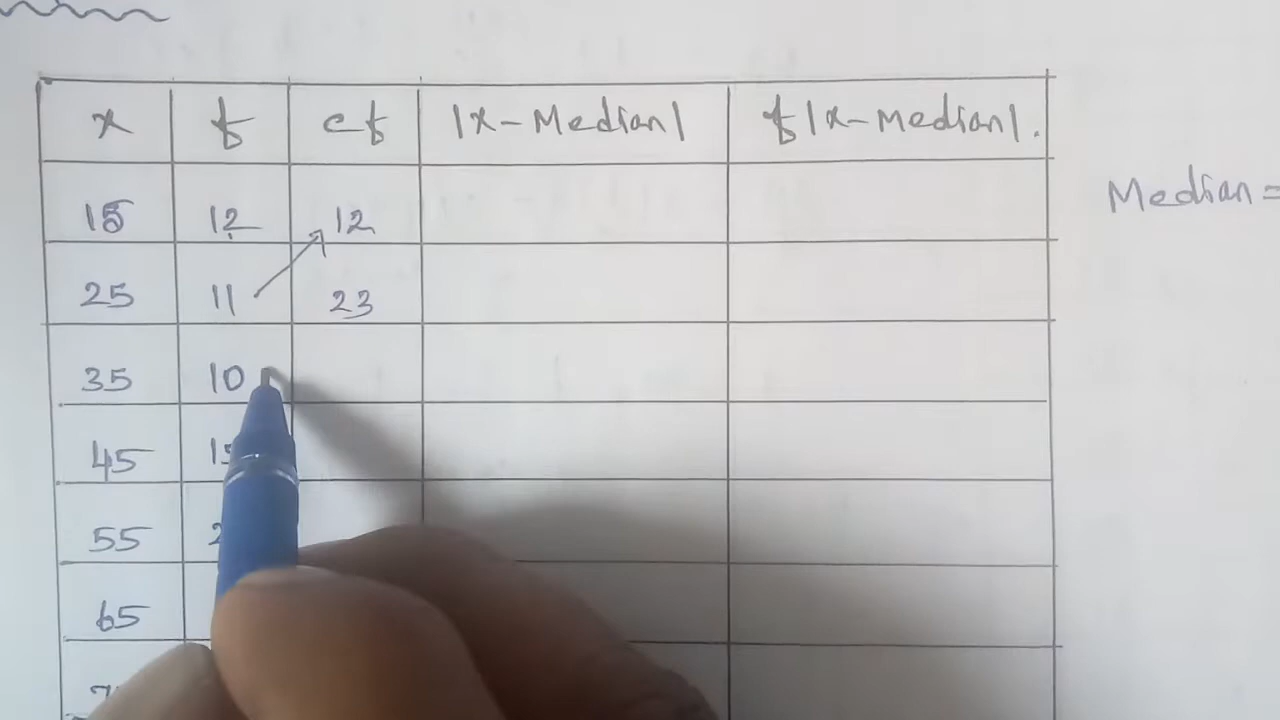 x f cf |x-Median| f|x-Median|.
Median=
15 12 12
25 11 23
35 10
45
55
65